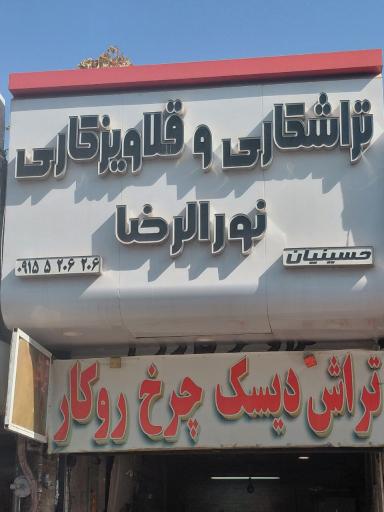 تراشکاری و قلاویزکاری
نورالرضا
حسینیان
۰۹۱۵ ۵ ۲۰۶ ۲۰۶
تراش دیسک چرخ روکار